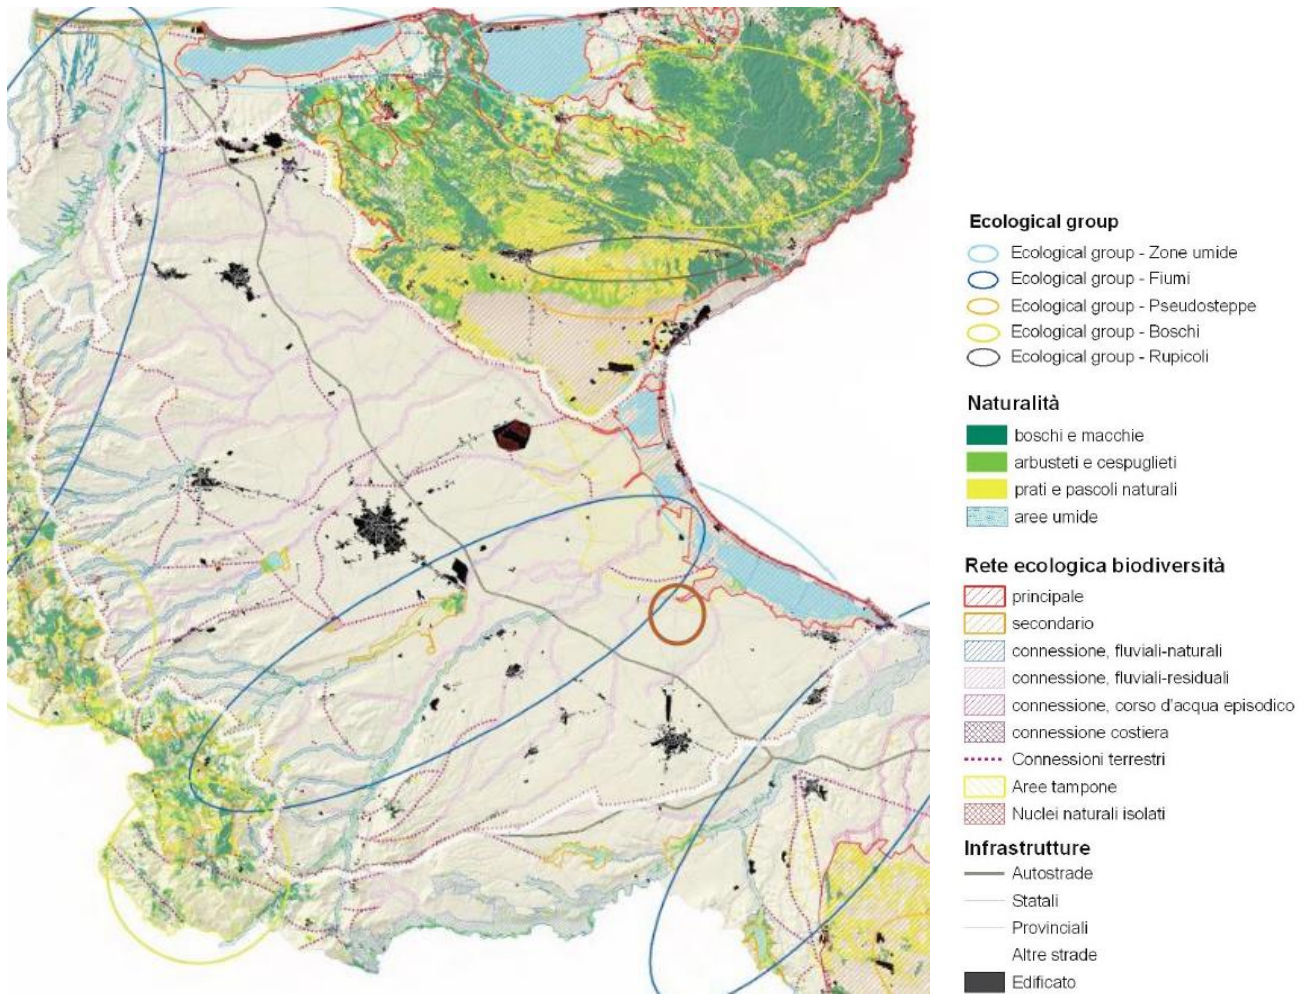 Ecological group
Ecological group - Zone umide
Ecological group - Fiumi
Ecological group - Pseudosteppe
Ecological group - Boschi
Ecological group - Rupicoli
Naturalità
boschi e macchie
arbusteti e cespuglieti
prati e pascoli naturali
aree umide
Rete ecologica biodiversità
principale
secondario
connessione, fluviali-naturali
connessione, fluviali-residuali
connessione, corso d'acqua episodico
connessione costiera
Connessioni terrestri
Aree tampone
Nuclei naturali isolati
Infrastrutture
Autostrade
Statali
Provinciali
Altre strade
Edificato